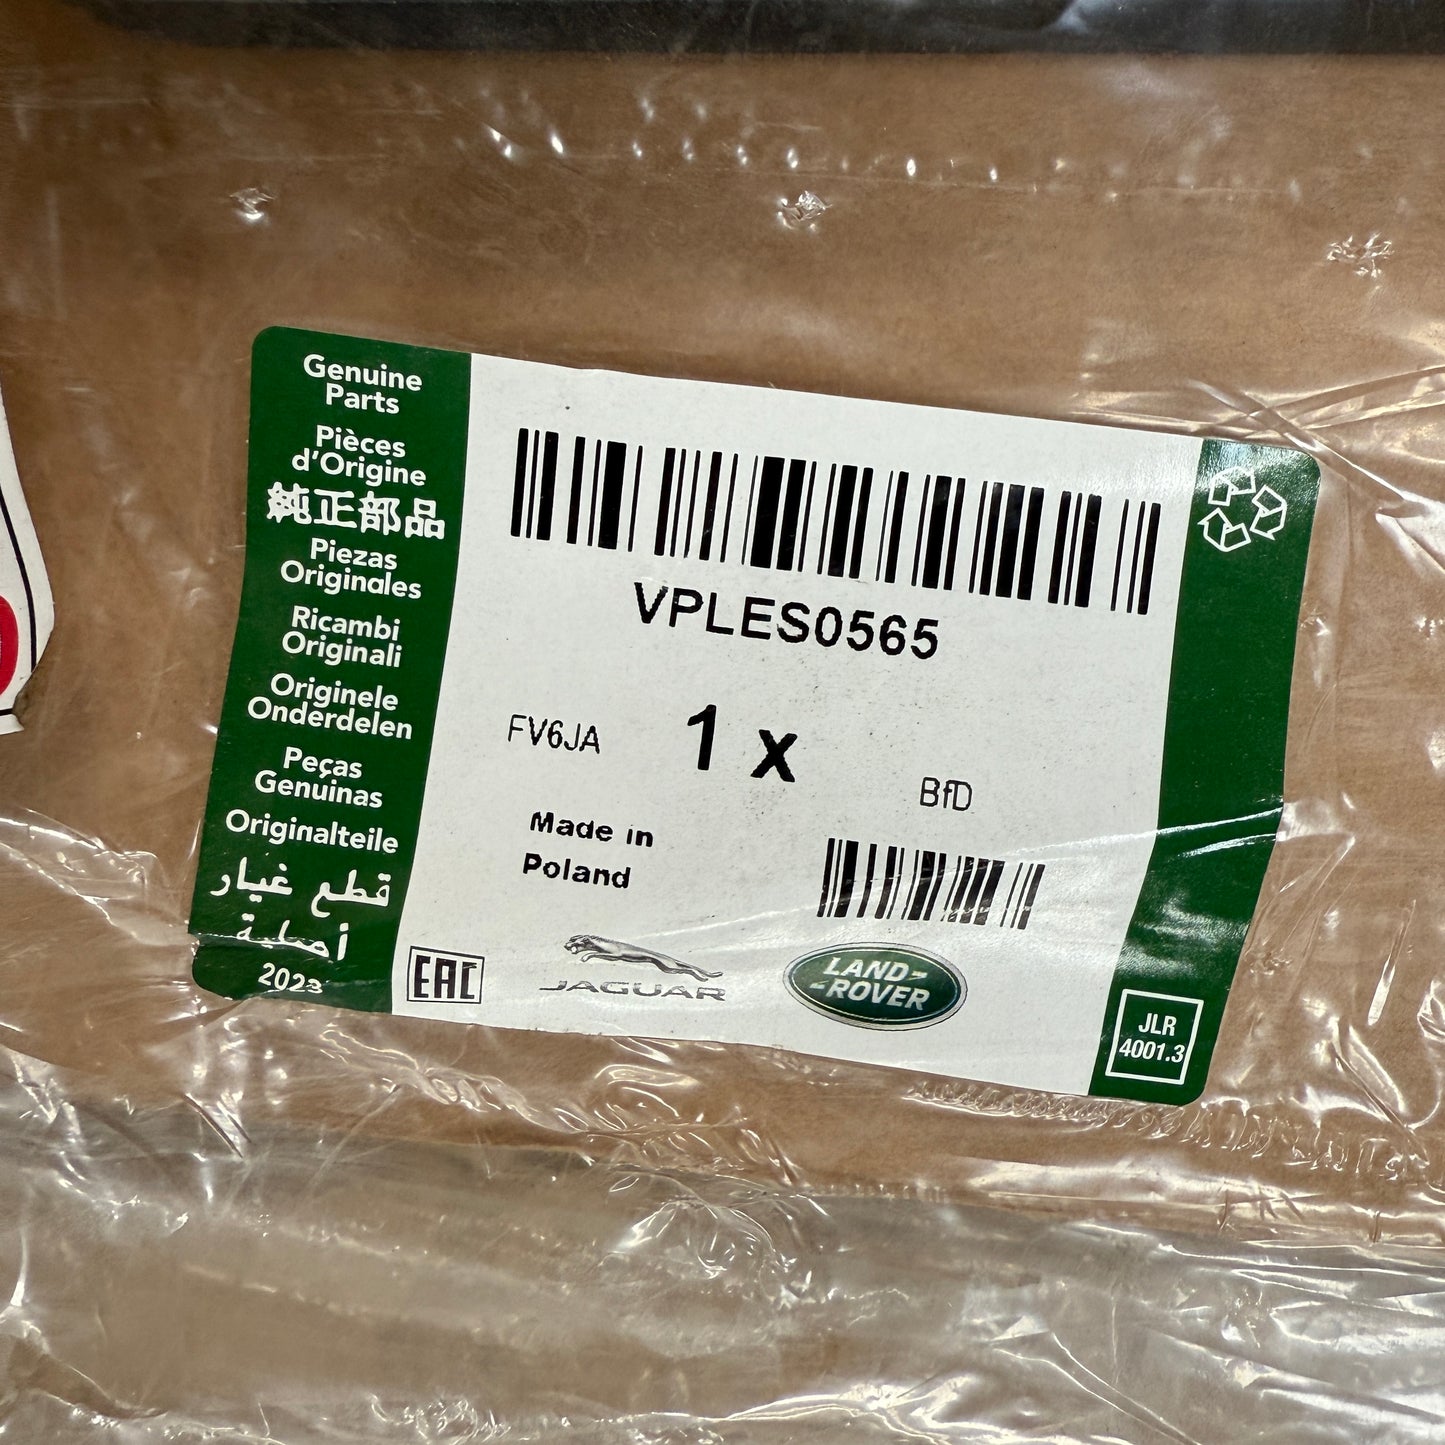 Genuine
Parts
Pièces
d'Origine
純正部品
Piezas
Originales
Ricambi
Originali
Originele
Onderdelen
Peças
Genuinas
Originalteile
قطع غيار
أصلية
2023
VPLES0565
FV6JA
1 x
BfD
Made in
Poland
EAC
JAGUAR
LAND-
-ROVER
JLR
4001.3